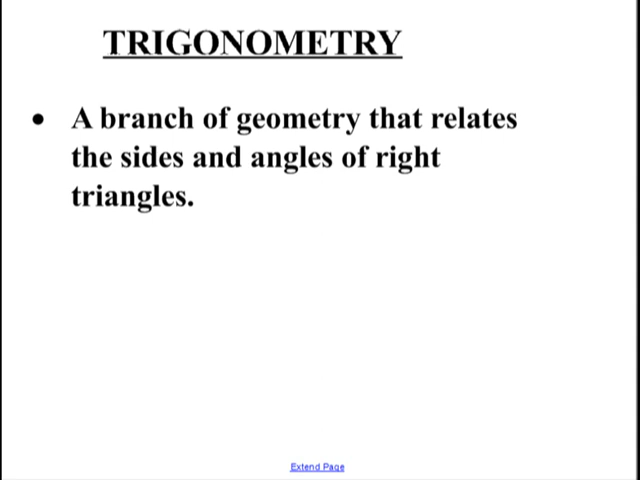 TRIGONOMETRY
• A branch of geometry that relates
the sides and angles of right
triangles.
Extend Page